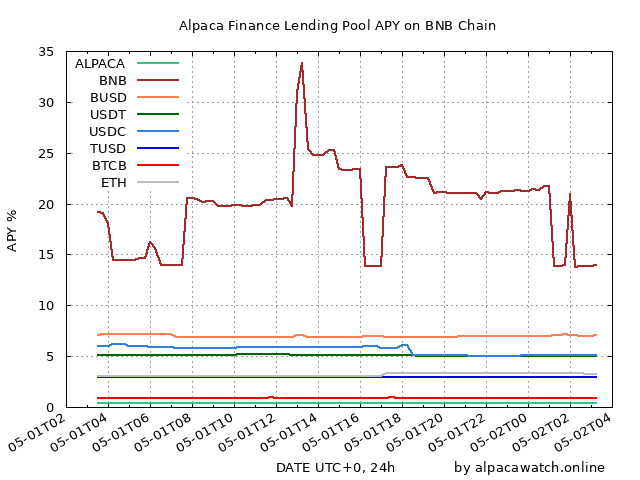 Alpaca Finance Lending Pool APY on BNB Chain
35
30
25
20
15
10
5
0
APY %
ALPACA
BNB
BUSD
USDT
USDC
TUSD
BTCB
ETH
05-01T02
05-01T04
05-01T06
05-01T08
05-01T10
05-01T12
05-01T14
05-01T16
05-01T18
05-01T20
05-01T22
05-02T00
05-02T02
05-02T04
DATE UTC+0, 24h
by alpacawatch.online